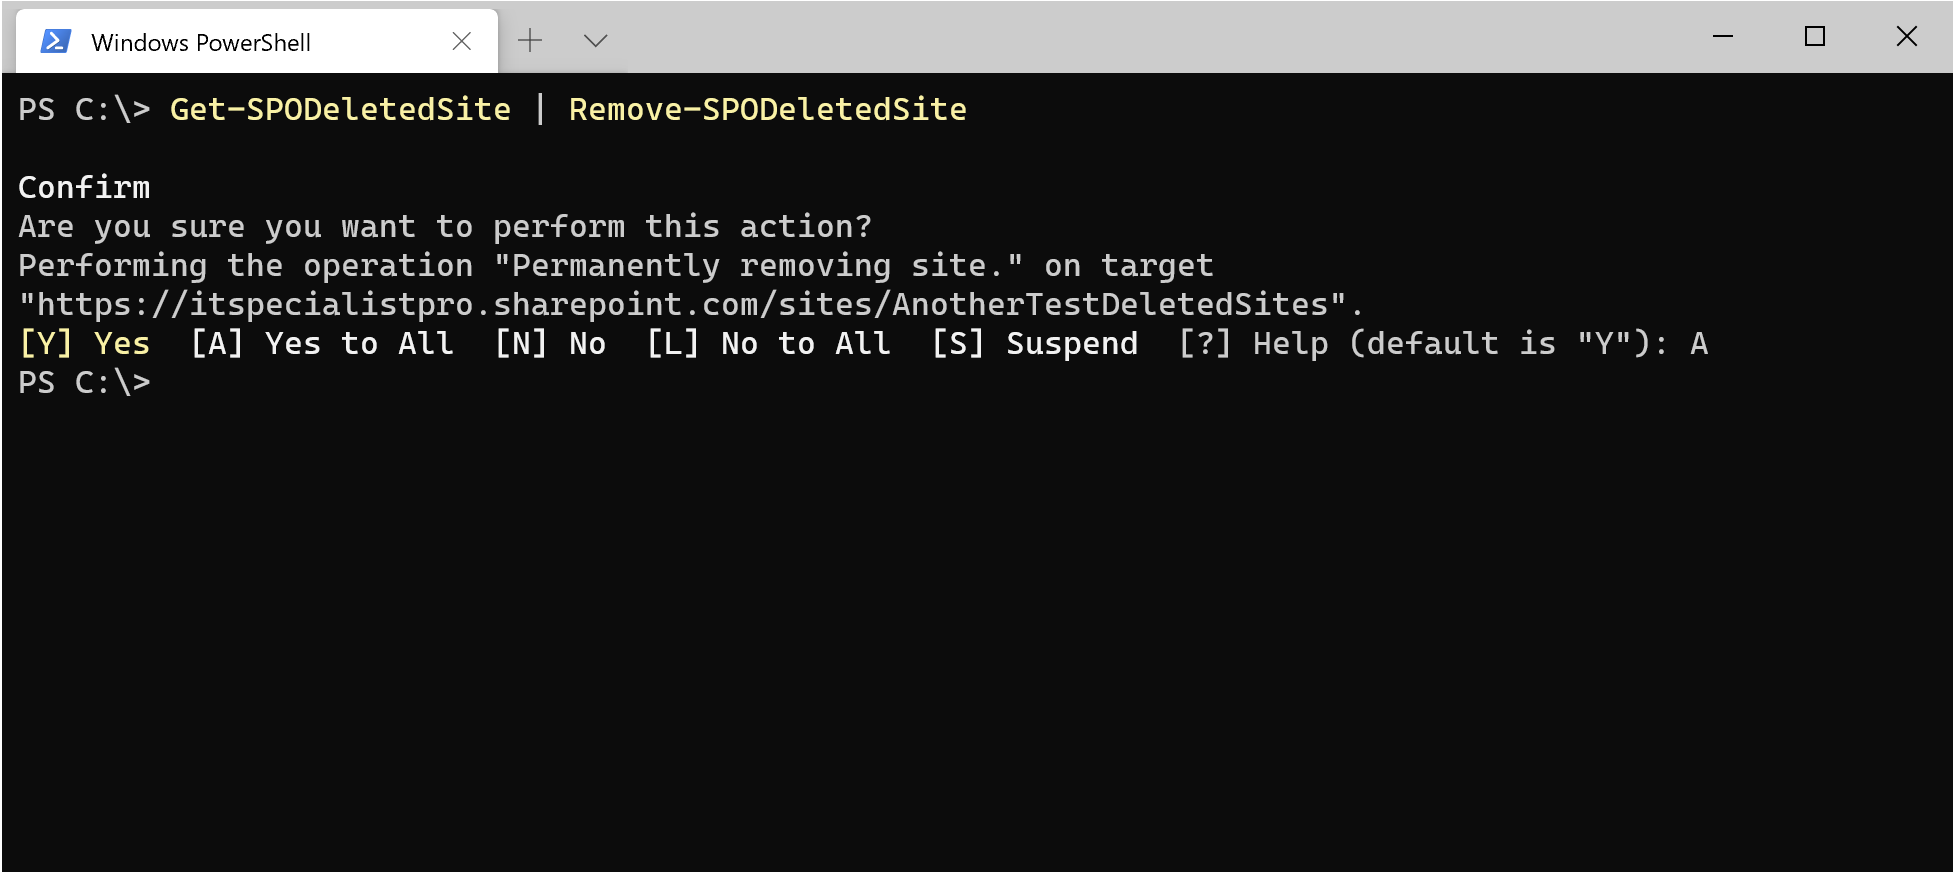 Windows PowerShell
PS C:\> Get-SPODeletedSite | Remove-SPODeletedSite
Confirm
Are you sure you want to perform this action?
Performing the operation "Permanently removing site." on target
"https://itspecialistpro.sharepoint.com/sites/AnotherTestDeletedSites".
[Y] Yes  [A] Yes to All  [N] No  [L] No to All  [S] Suspend  [?] Help (default is "Y"): A
PS C:\>